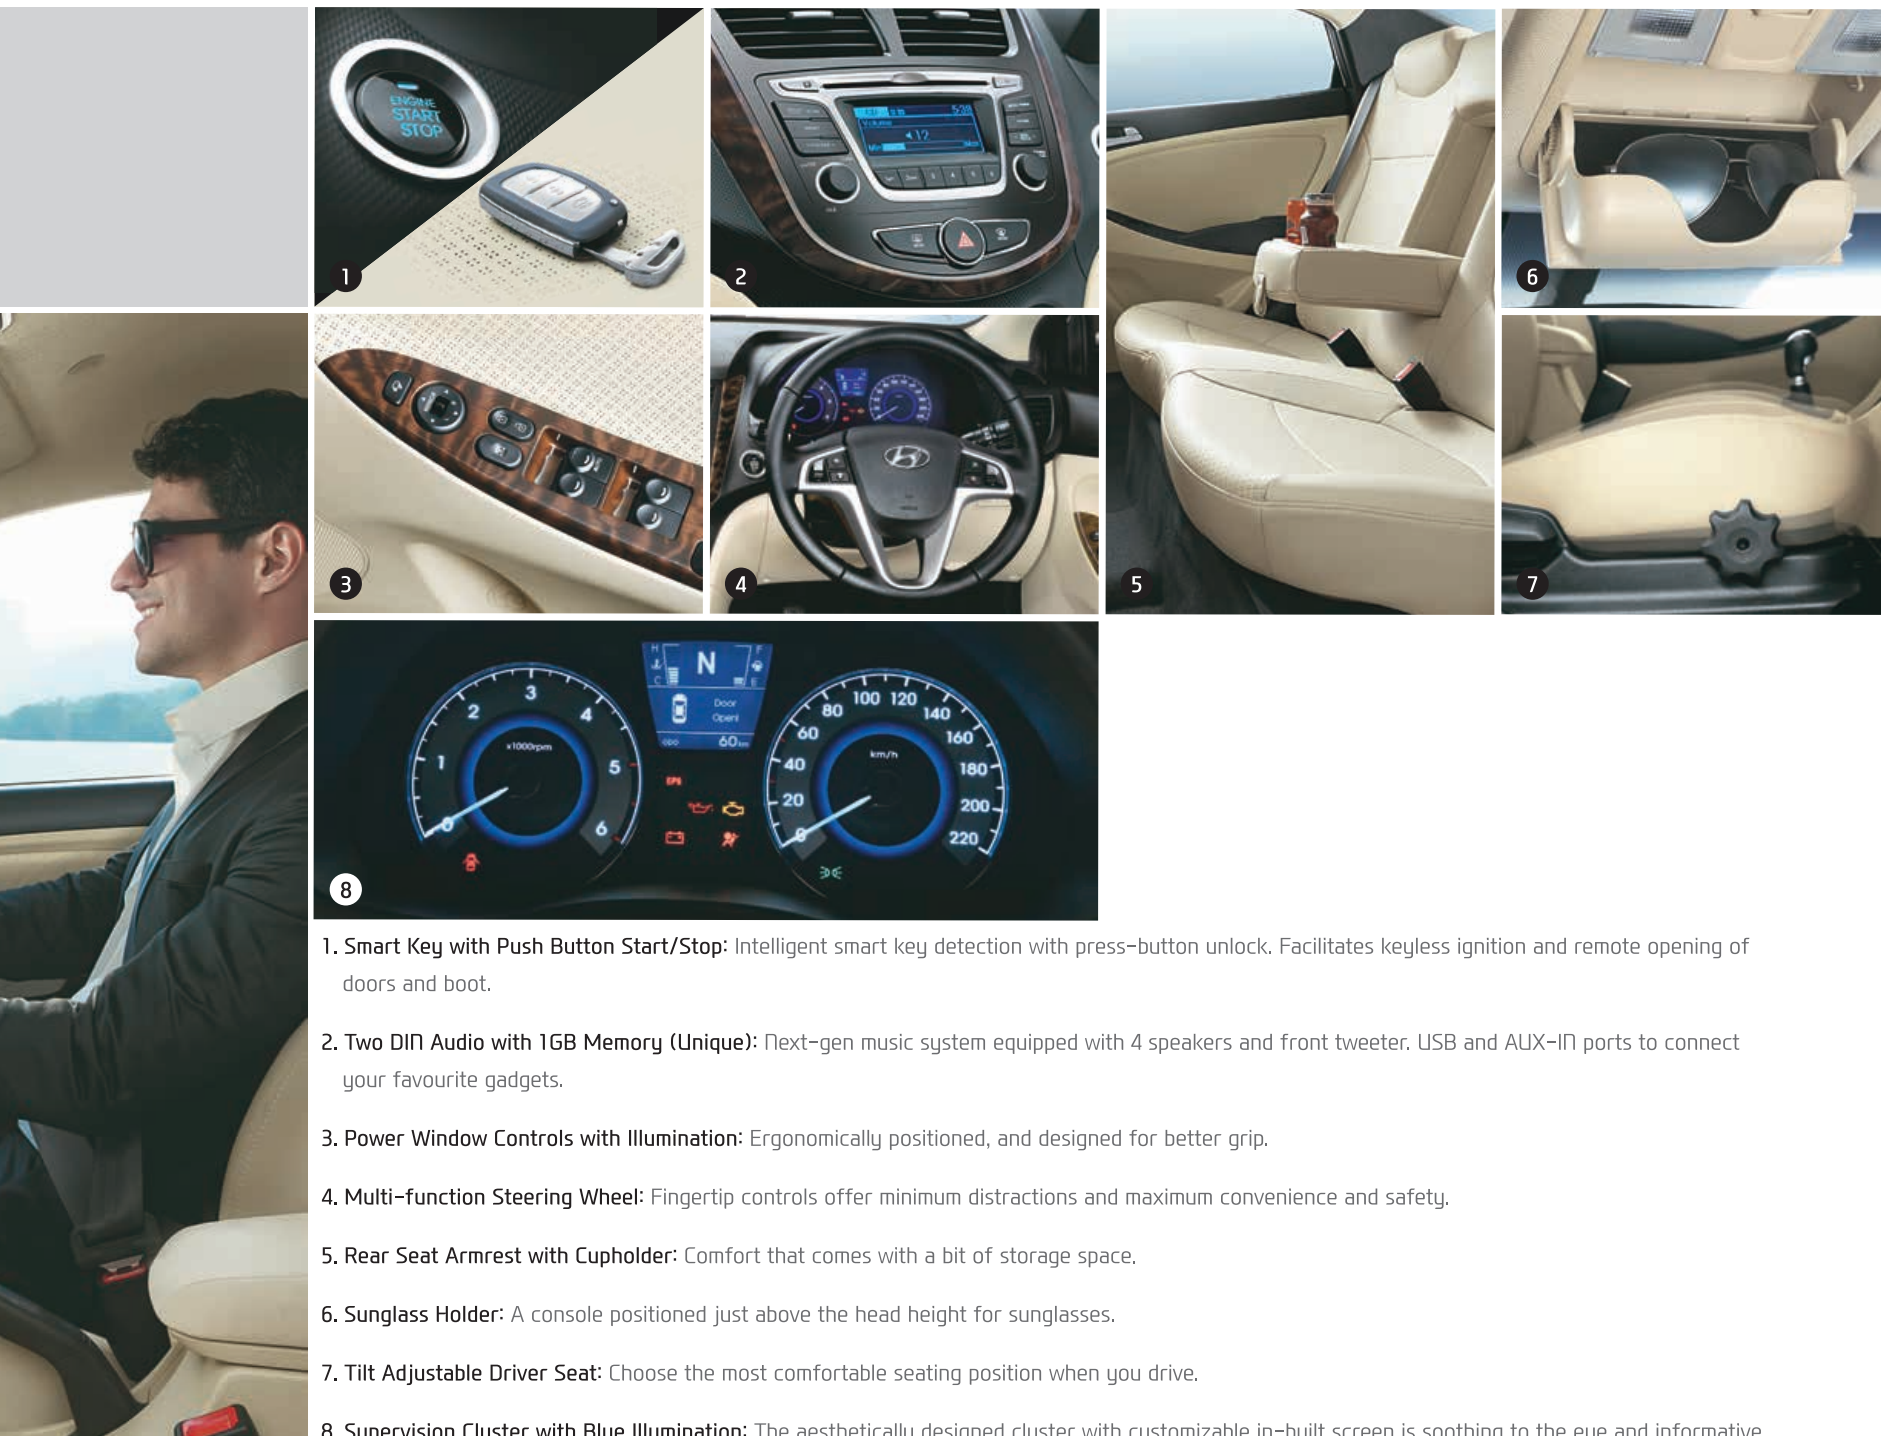 ENGINE
START
STOP
1
2
Volume
12
Min
5
6
3
4
7
H
N
F
C
E
Door
Open!
ODO
60 km
0
1
2
3
4
5
6
x1000rpm
EPS
0
20
40
60
80
100
120
140
160
180
200
220
km/h
8
1. Smart Key with Push Button Start/Stop: Intelligent smart key detection with press-button unlock. Facilitates keyless ignition and remote opening of
doors and boot.
2. Two DIN Audio with 1GB Memory (Unique): Next-gen music system equipped with 4 speakers and front tweeter. USB and AUX-IN ports to connect
your favourite gadgets.
3. Power Window Controls with Illumination: Ergonomically positioned, and designed for better grip.
4. Multi-function Steering Wheel: Fingertip controls offer minimum distractions and maximum convenience and safety.
5. Rear Seat Armrest with Cupholder: Comfort that comes with a bit of storage space.
6. Sunglass Holder: A console positioned just above the head height for sunglasses.
7. Tilt Adjustable Driver Seat: Choose the most comfortable seating position when you drive.
8. Supervision Cluster with Blue Illumination: The aesthetically designed cluster with customizable in-built screen is soothing to the eye and informative